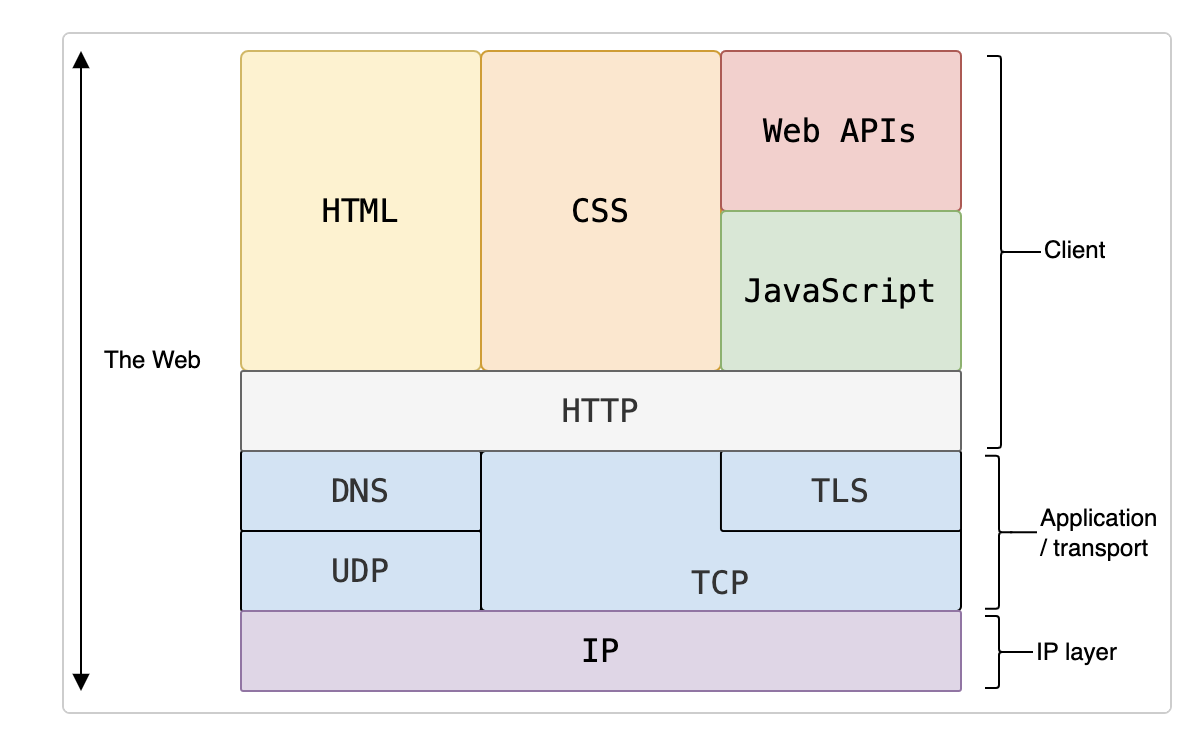 Web APIs
HTML
CSS
JavaScript
Client
The Web
HTTP
DNS
TLS
Application
/ transport
UDP
TCP
IP
IP layer